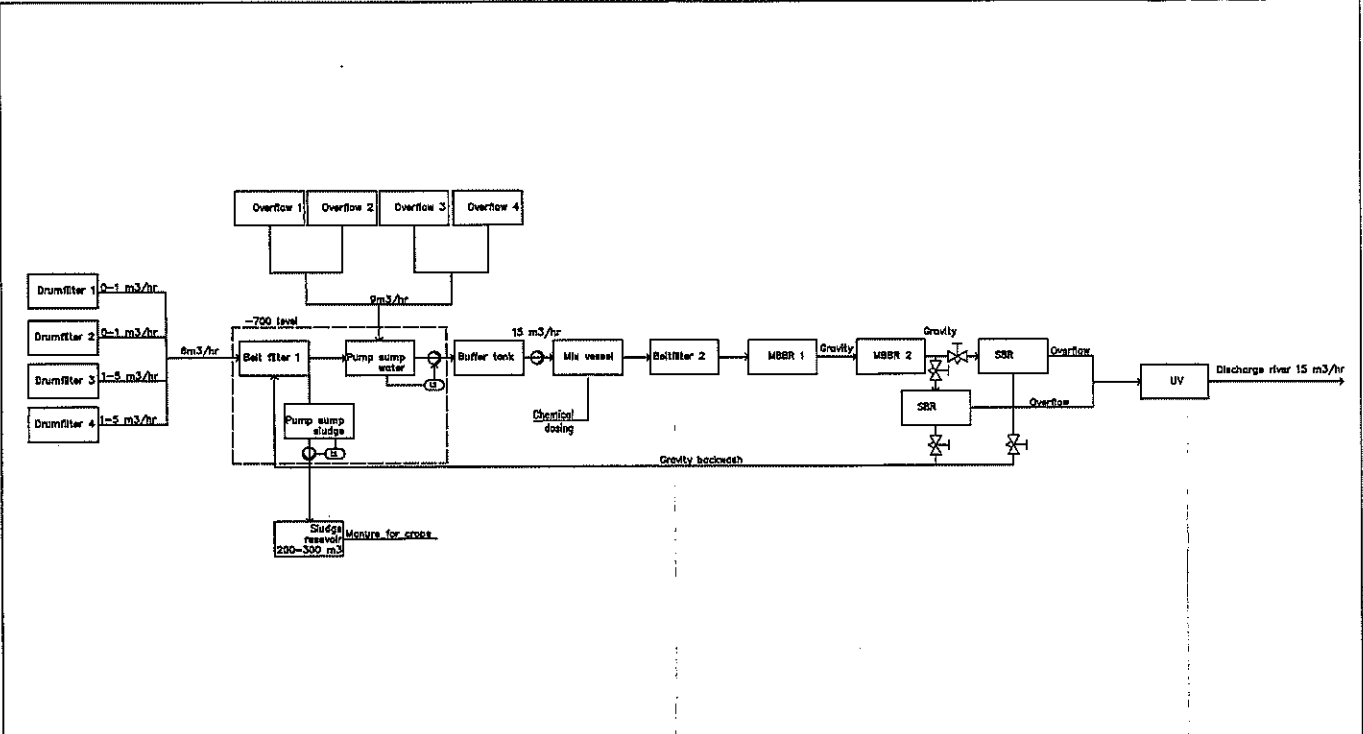 Overflow 1
Overflow 2
Overflow 3
Overflow 4
Drumfilter 1
0-1 m3/hr
Drumfilter 2
0-1 m3/hr
Drumfilter 3
1-5 m3/hr
Drumfilter 4
1-5 m3/hr
6m3/hr
9m3/hr
-700 level
Belt filter 1
Pump sump
water
Pump sump
sludge
Buffer tank
15 m3/hr
Mix vessel
Chemical
dosing
Beltfilter 2
MBBR 1
Gravity
MBBR 2
Gravity
SBR
Overflow
SBR
Overflow
UV
Discharge river 15 m3/hr
Gravity backwash
Sludge
resevoir
200-300 m3
Manure for crops